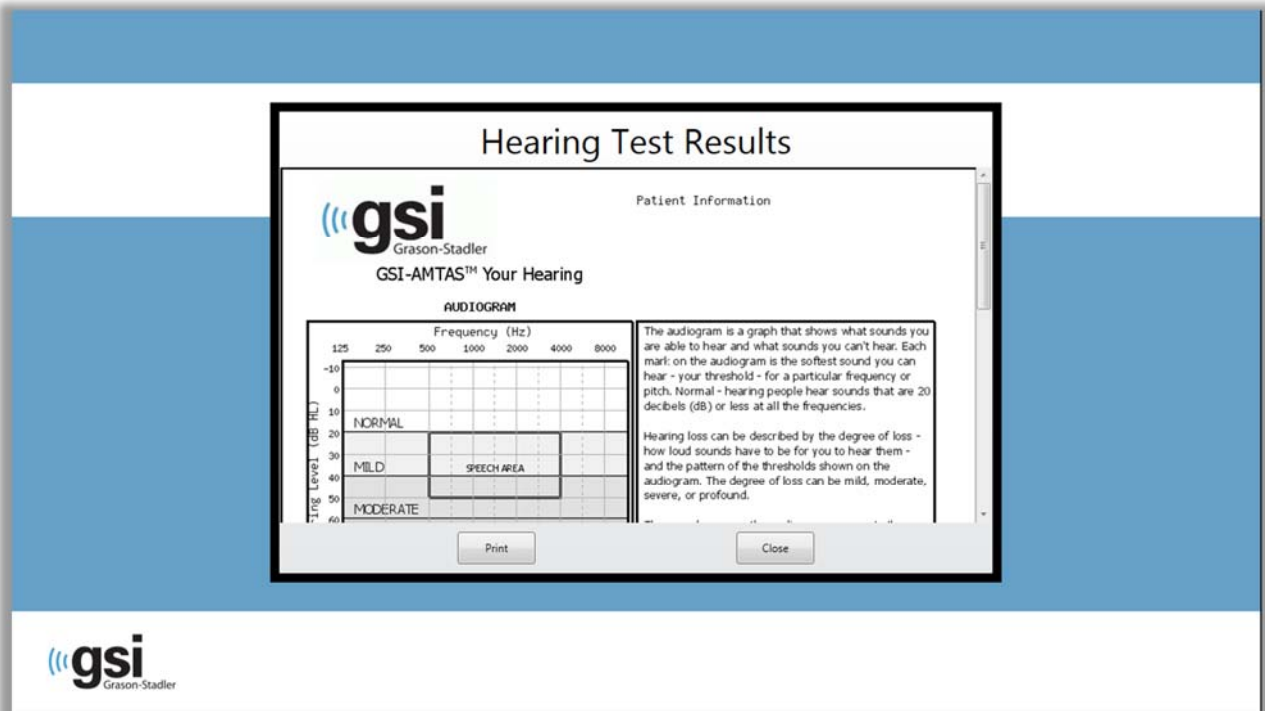 Hearing Test Results
gsi
Grason-Stadler
Patient Information
GSI-AMTAS™ Your Hearing
AUDIOGRAM
Frequency (Hz)
125 250 500 1000 2000 4000 8000
-10
0
10
NORMAL
20
30
MILD
SPEECH AREA
40
50
MODERATE
60
ring Level (dB HL)
The audiogram is a graph that shows what sounds you
are able to hear and what sounds you can't hear. Each
marl: on the audiogram is the softest sound you can
hear - your threshold - for a particular frequency or
pitch. Normal - hearing people hear sounds that are 20
decibels (dB) or less at all the frequencies.
Hearing loss can be described by the degree of loss -
how loud sounds have to be for you to hear them -
and the pattern of the thresholds shown on the
audiogram. The degree of loss can be mild, moderate,
severe, or profound.
Print
Close
gsi
Grason-Stadler